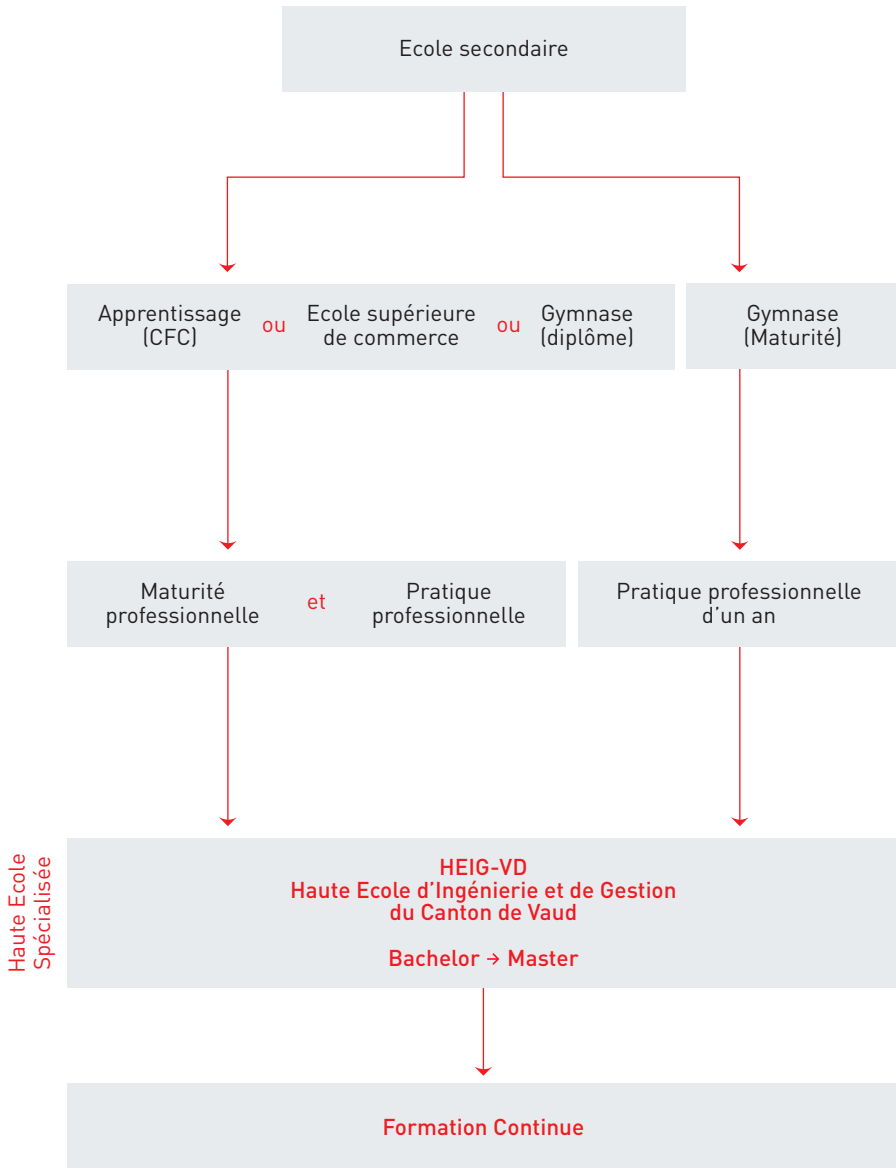 Ecole secondaire
Apprentissage
(CFC)
ou
Ecole supérieure
de commerce
ou
Gymnase
(diplôme)
Gymnase
(Maturité)
Maturité
professionnelle
et
Pratique
professionnelle
Pratique professionnelle
d'un an
Haute Ecole
Spécialisée
HEIG-VD
Haute Ecole d'Ingénierie et de Gestion
du Canton de Vaud
Bachelor → Master
Formation Continue